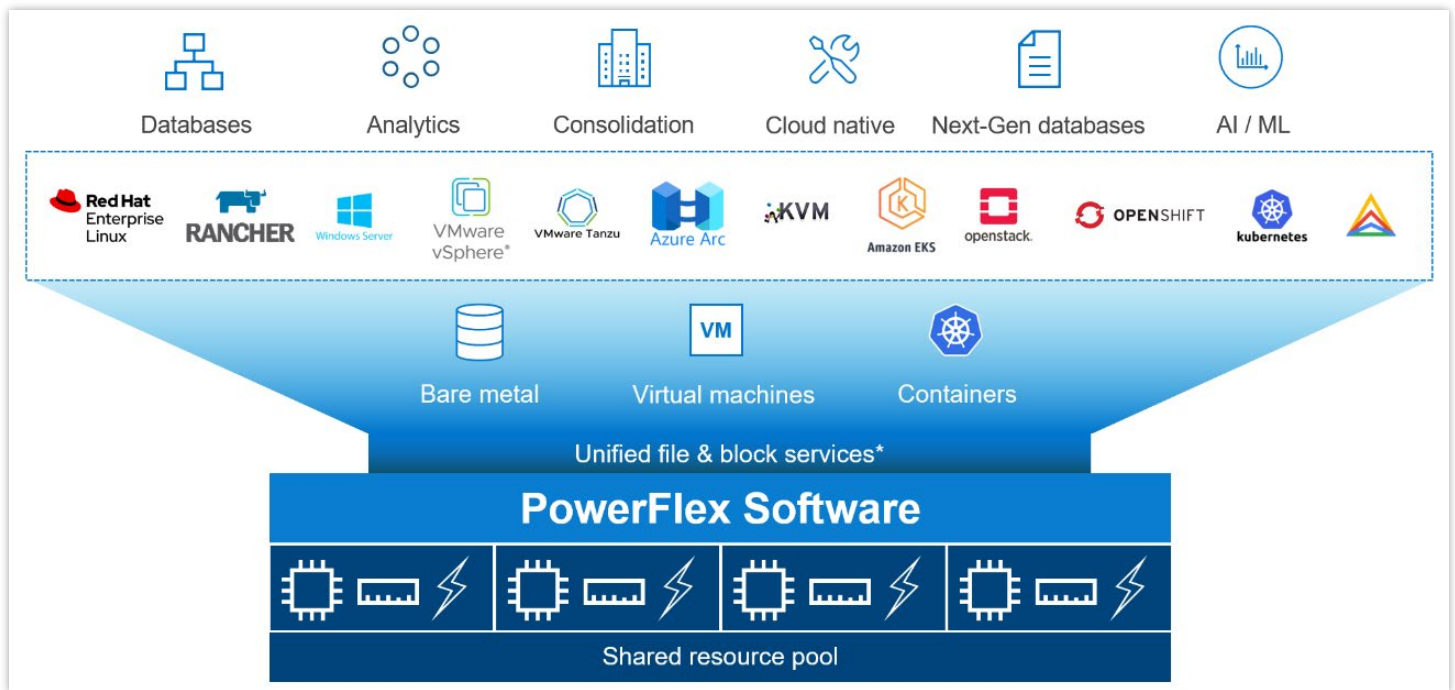 Databases
Analytics
Consolidation
Cloud native
Next-Gen databases
AI / ML
Red Hat
Enterprise
Linux
RANCHER
Windows Server
VMware
vSphere®
VMware Tanzu
Azure Arc
KVM
K
Amazon EKS
openstack.
OPENSHIFT
kubernetes
VM
Bare metal
Virtual machines
Containers
Unified file & block services*
PowerFlex Software
Shared resource pool